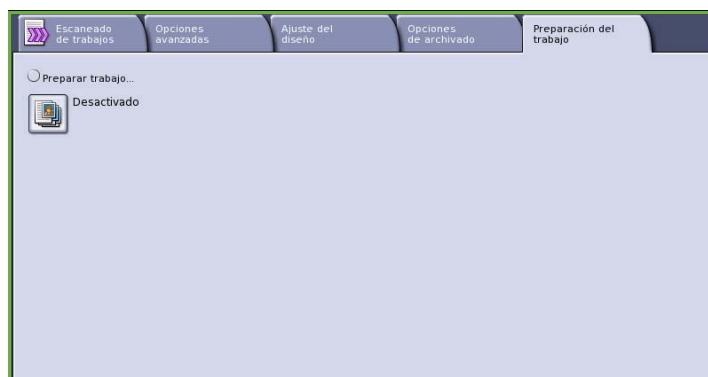 Escaneado
de trabajos
Opciones
avanzadas
Ajuste del
diseño
Opciones
de archivado
Preparación del
trabajo
Preparar trabajo...
Desactivado